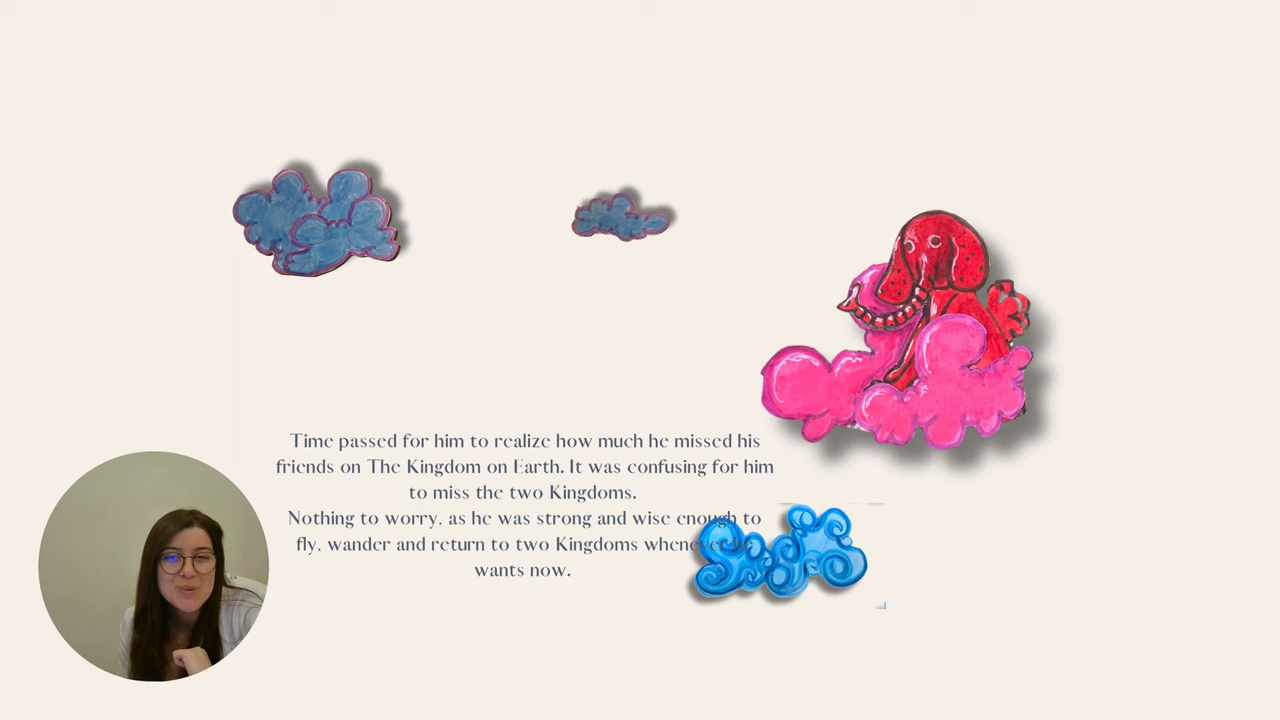 Time passed for him to realize how much he missed his
friends on The Kingdom on Earth. It was confusing for him
to miss the two Kingdoms.
Nothing to worry, as he was strong and wise enough to
fly, wander and return to two Kingdoms whenever he
wants now.